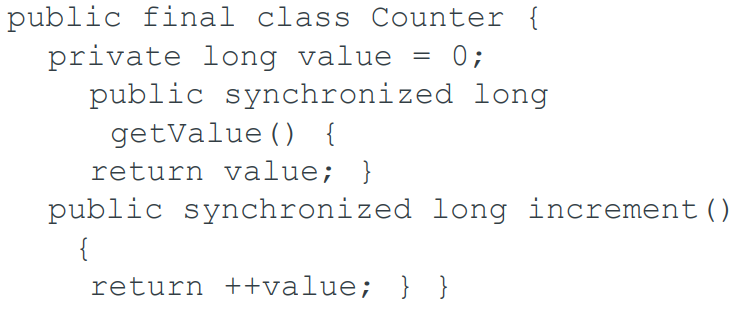 public final class Counter {
private long value = 0;
public synchronized long
getValue() {
return value; }
public synchronized long increment()
{
return ++value; } }